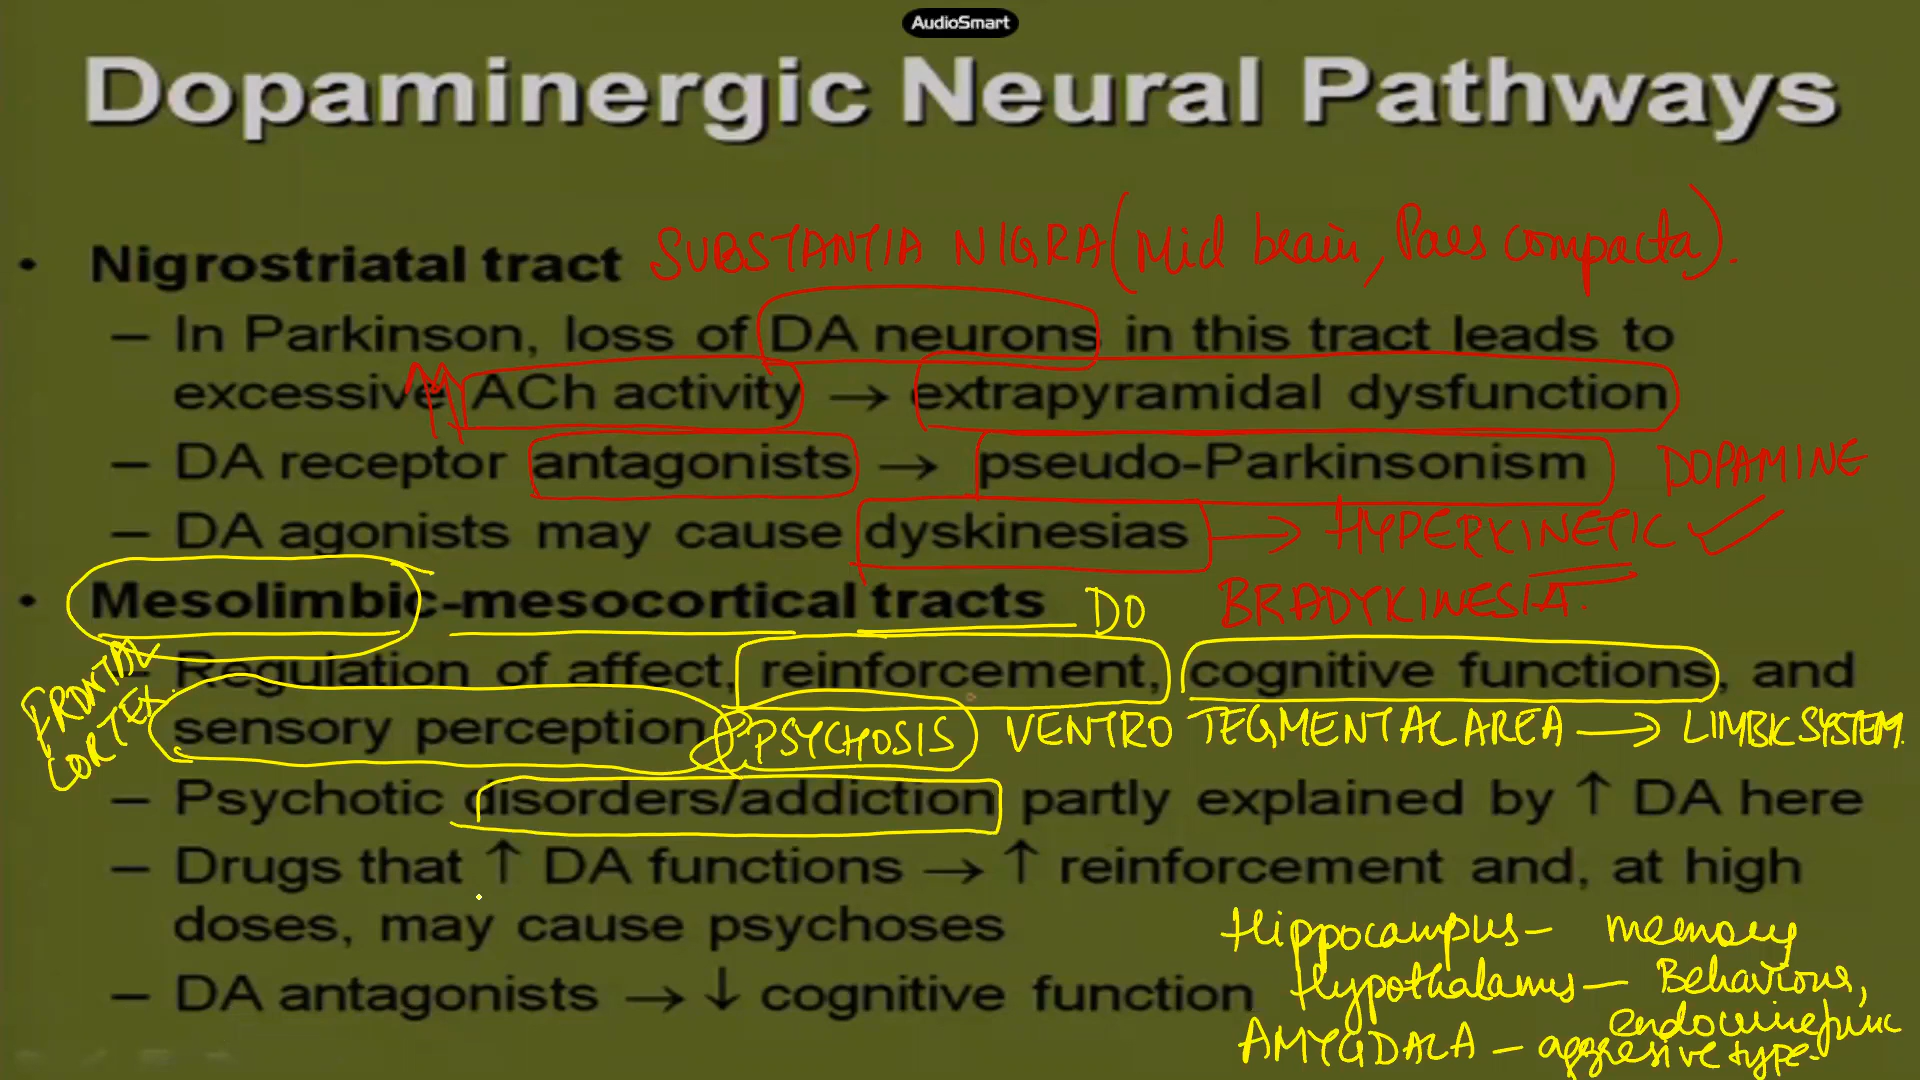 AudioSmart
Dopaminergic Neural Pathways
• Nigrostriatal tract SUBSTANTIA NIGRA (Mid brain, Pars compacta).
– In Parkinson, loss of DA neurons in this tract leads to
excessive ACh activity → extrapyramidal dysfunction
– DA receptor antagonists → pseudo-Parkinsonism DOPAMINE
– DA agonists may cause dyskinesias → HYPERKINETIC ✓
• Mesolimbic-mesocortical tracts DO BRADYKINESIA.
– Regulation of affect, reinforcement, cognitive functions, and
FRONTAL
CORTEX
sensory perception PSYCHOSIS VENTRO TEGMENTAL AREA → LIMBIC SYSTEM.
– Psychotic disorders/addiction partly explained by ↑ DA here
– Drugs that ↑ DA functions → ↑ reinforcement and, at high
doses, may cause psychoses
Hippocampus – memory
– DA antagonists → ↓ cognitive function
Hypothalamus – Behaviour,
endocrine func
AMYGDALA – aggresive type.